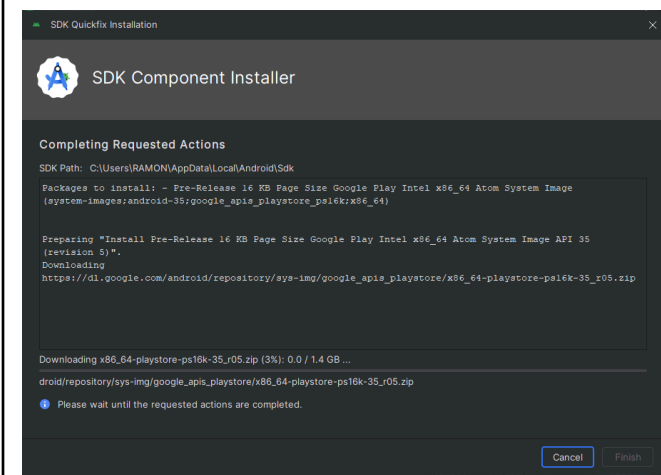 SDK Quickfix Installation
SDK Component Installer
Completing Requested Actions
SDK Path: C:\Users\RAMON\AppData\Local\Android\Sdk
Packages to install: - Pre-Release 16 KB Page Size Google Play Intel x86_64 Atom System Image
(system-images;android-35;google_apis_playstore_ps16k;x86_64)
Preparing "Install Pre-Release 16 KB Page Size Google Play Intel x86_64 Atom System Image API 35
(revision 5)".
Downloading
https://dl.google.com/android/repository/sys-img/google_apis_playstore/x86_64-playstore-ps16k-35_r05.zip
Downloading x86_64-playstore-ps16k-35_r05.zip (3%): 0.0 / 1.4 GB ...
droid/repository/sys-img/google_apis_playstore/x86_64-playstore-ps16k-35_r05.zip
Please wait until the requested actions are completed.
Cancel Finish